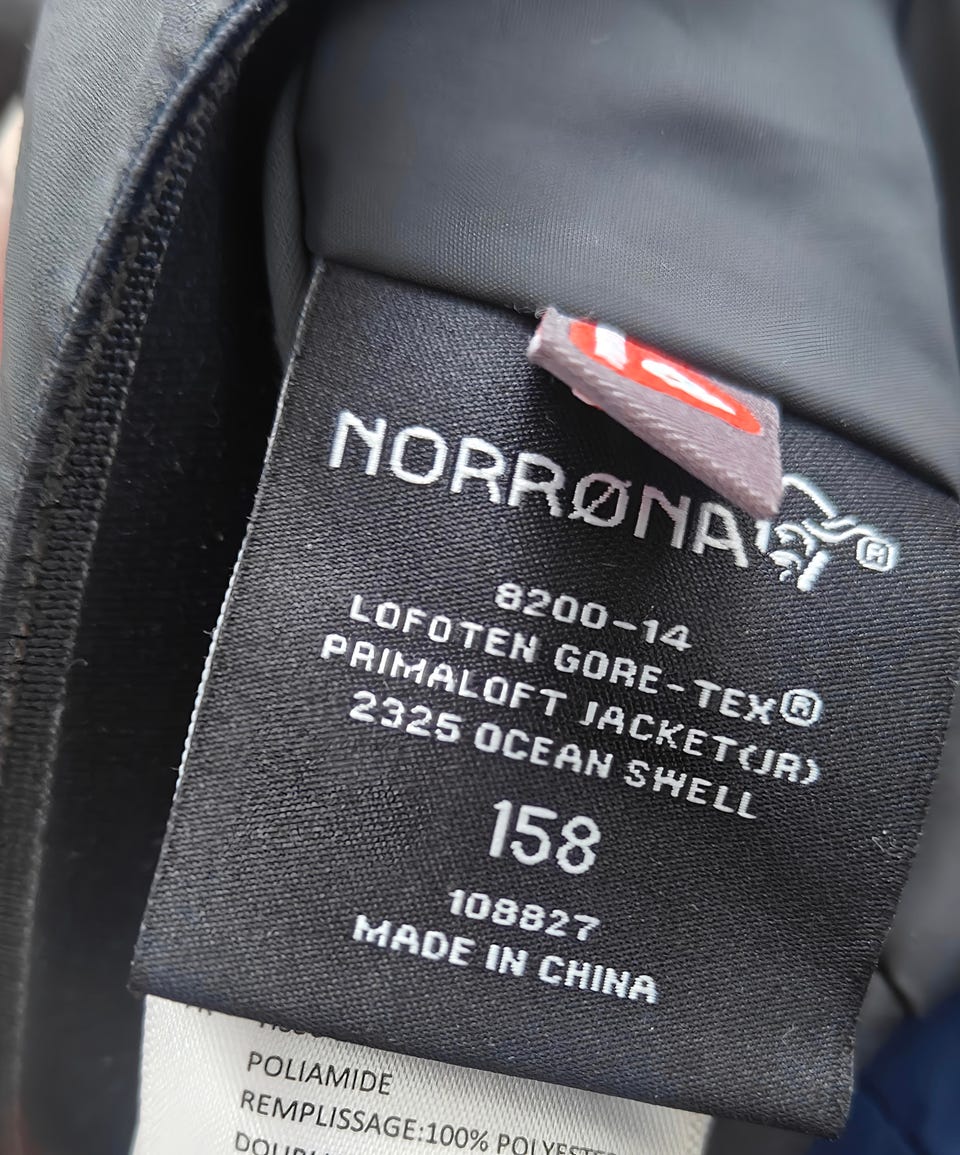 NORRØNA®
8200-14
LOFOTEN GORE-TEX®
PRIMALOFT JACKET(JR)
2325 OCEAN SHELL
158
108827
MADE IN CHINA
POLIAMIDE
REMPLISSAGE:100%